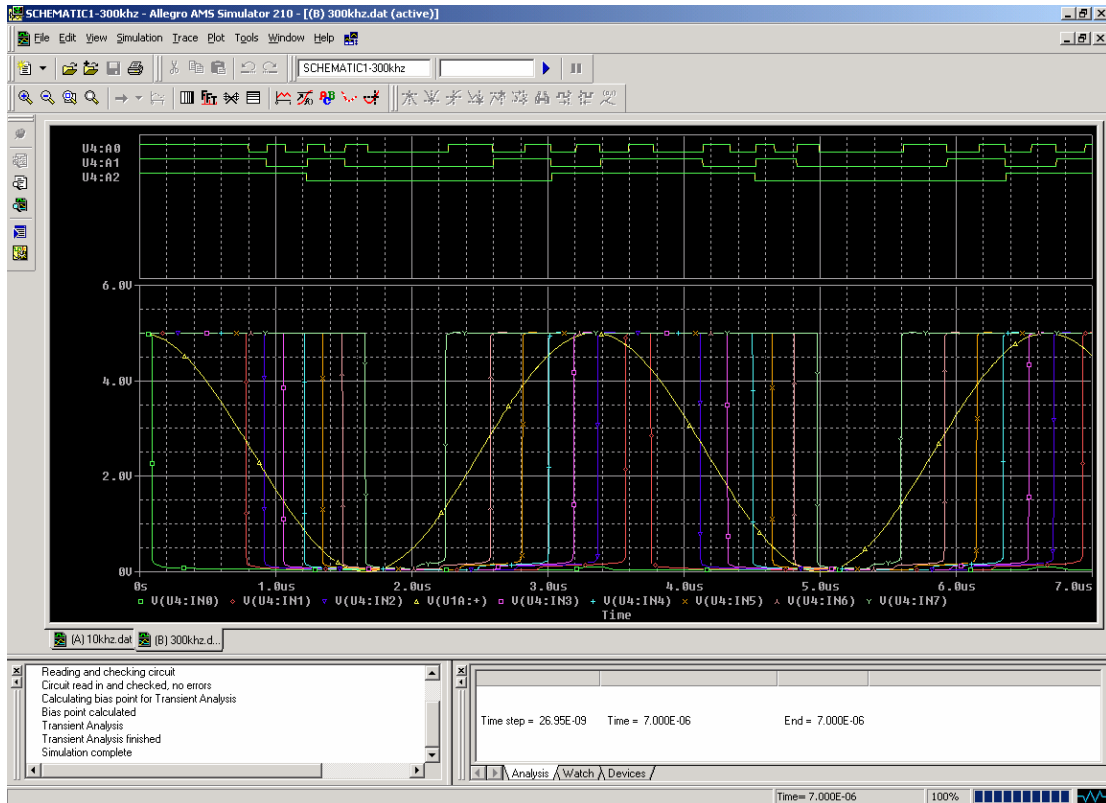 SCHEMATIC1-300khz - Allegro AMS Simulator 210 - [(B) 300khz.dat (active)]
File Edit View Simulation Trace Plot Tools Window Help
SCHEMATIC1-300khz
FFT
U4:A0
U4:A1
U4:A2
6.0V
4.0V
2.0V
0V
0s 1.0us 2.0us 3.0us 4.0us 5.0us 6.0us 7.0us
V(U4:IN0) V(U4:IN1) V(U4:IN2) V(U1A:+) V(U4:IN3) V(U4:IN4) V(U4:IN5) V(U4:IN6) V(U4:IN7)
Time
(A) 10khz.dat (B) 300khz.d...
Reading and checking circuit
Circuit read in and checked, no errors
Calculating bias point for Transient Analysis
Bias point calculated
Transient Analysis
Transient Analysis finished
Simulation complete
Time step = 26.95E-09 Time = 7.000E-06 End = 7.000E-06
Analysis Watch Devices
Time= 7.000E-06 100%